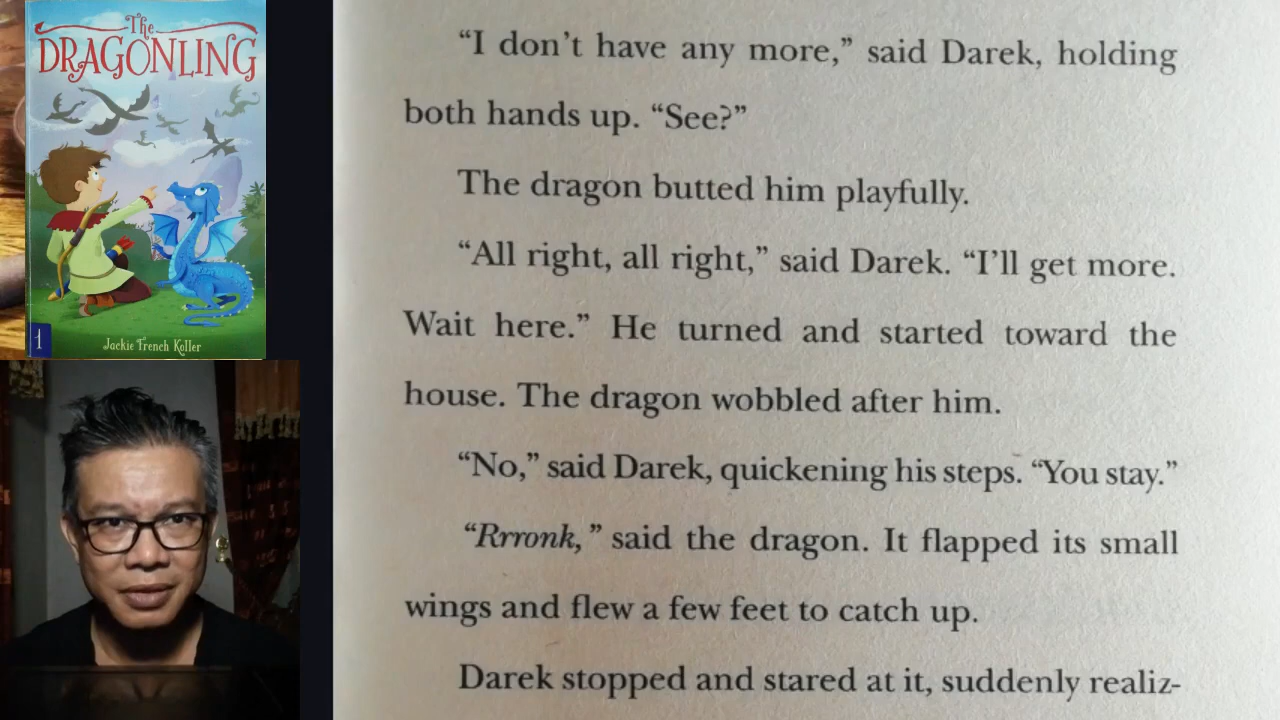 The
DRAGONLING
1
Jackie French Koller
“I don’t have any more,” said Darek, holding
both hands up. “See?”
The dragon butted him playfully.
“All right, all right,” said Darek. “I’ll get more.
Wait here.” He turned and started toward the
house. The dragon wobbled after him.
“No,” said Darek, quickening his steps. “You stay.”
“Rrronk,” said the dragon. It flapped its small
wings and flew a few feet to catch up.
Darek stopped and stared at it, suddenly realiz-